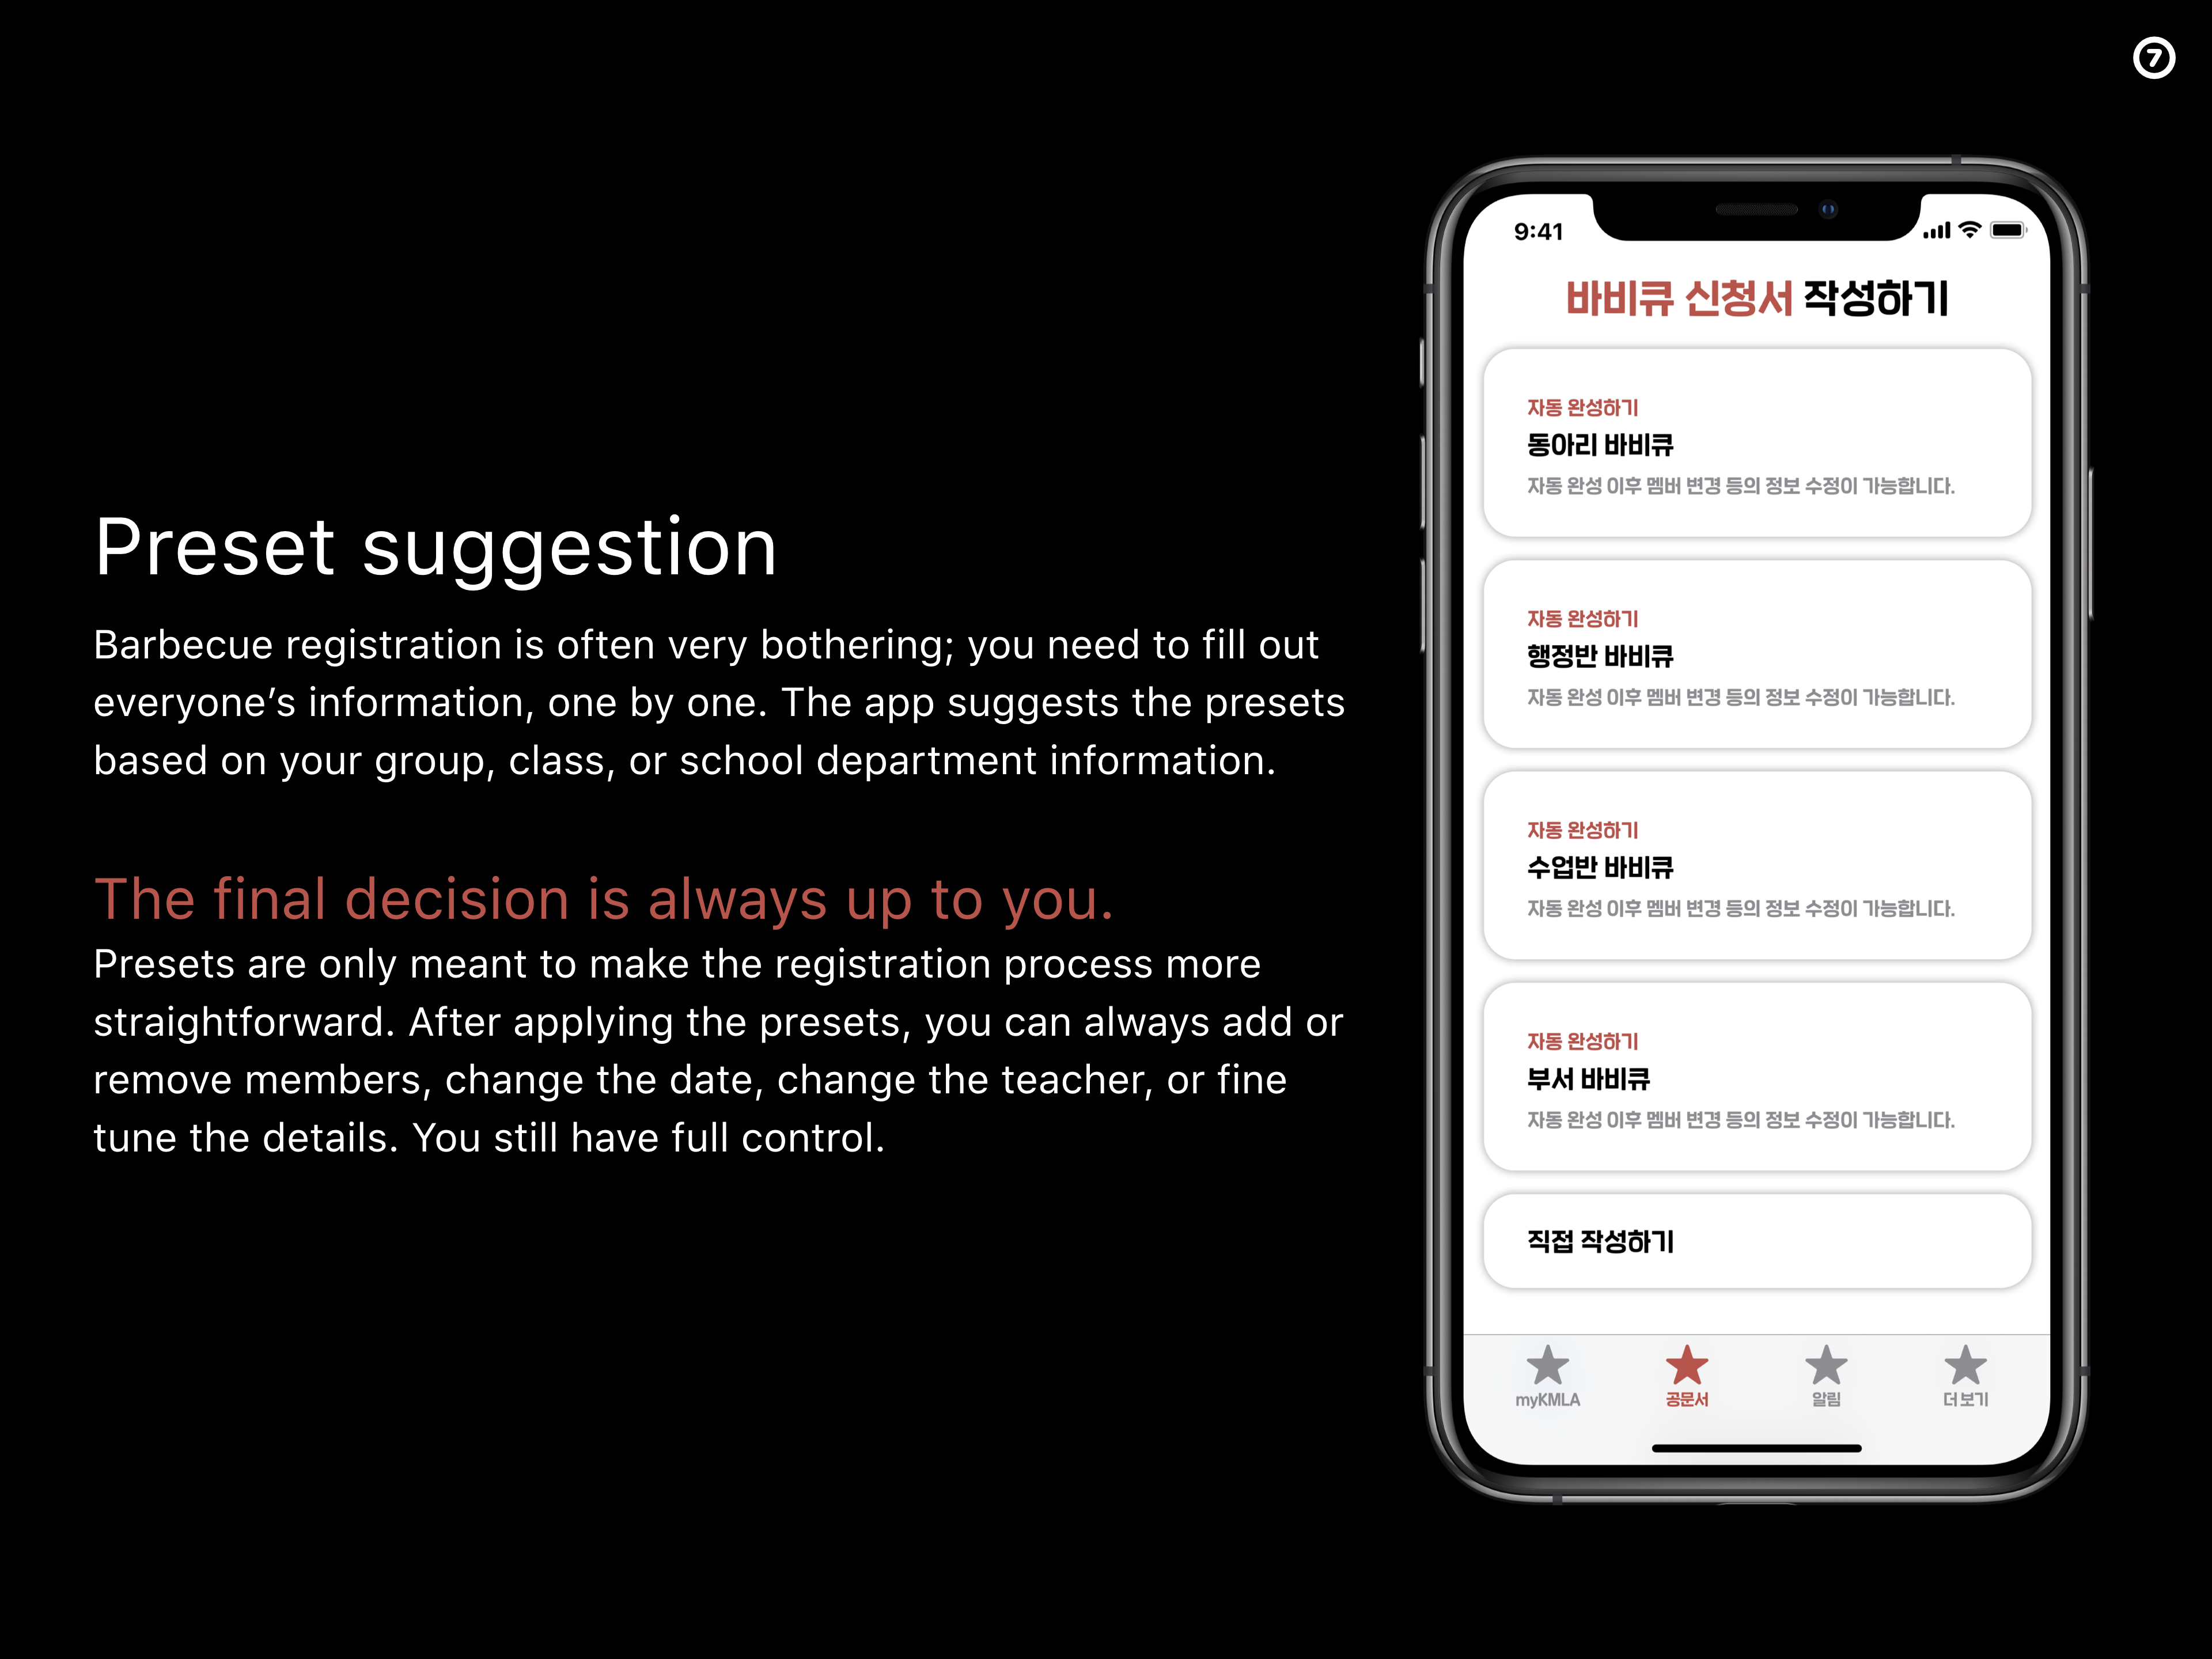 7
Preset suggestion
Barbecue registration is often very bothering; you need to fill out
everyone’s information, one by one. The app suggests the presets
based on your group, class, or school department information.
The final decision is always up to you.
Presets are only meant to make the registration process more
straightforward. After applying the presets, you can always add or
remove members, change the date, change the teacher, or fine
tune the details. You still have full control.
9:41
바비큐 신청서 작성하기
자동 완성하기
동아리 바비큐
자동 완성 이후 멤버 변경 등의 정보 수정이 가능합니다.
자동 완성하기
행정반 바비큐
자동 완성 이후 멤버 변경 등의 정보 수정이 가능합니다.
자동 완성하기
수업반 바비큐
자동 완성 이후 멤버 변경 등의 정보 수정이 가능합니다.
자동 완성하기
부서 바비큐
자동 완성 이후 멤버 변경 등의 정보 수정이 가능합니다.
직접 작성하기
myKMLA 공문서 알림 더 보기